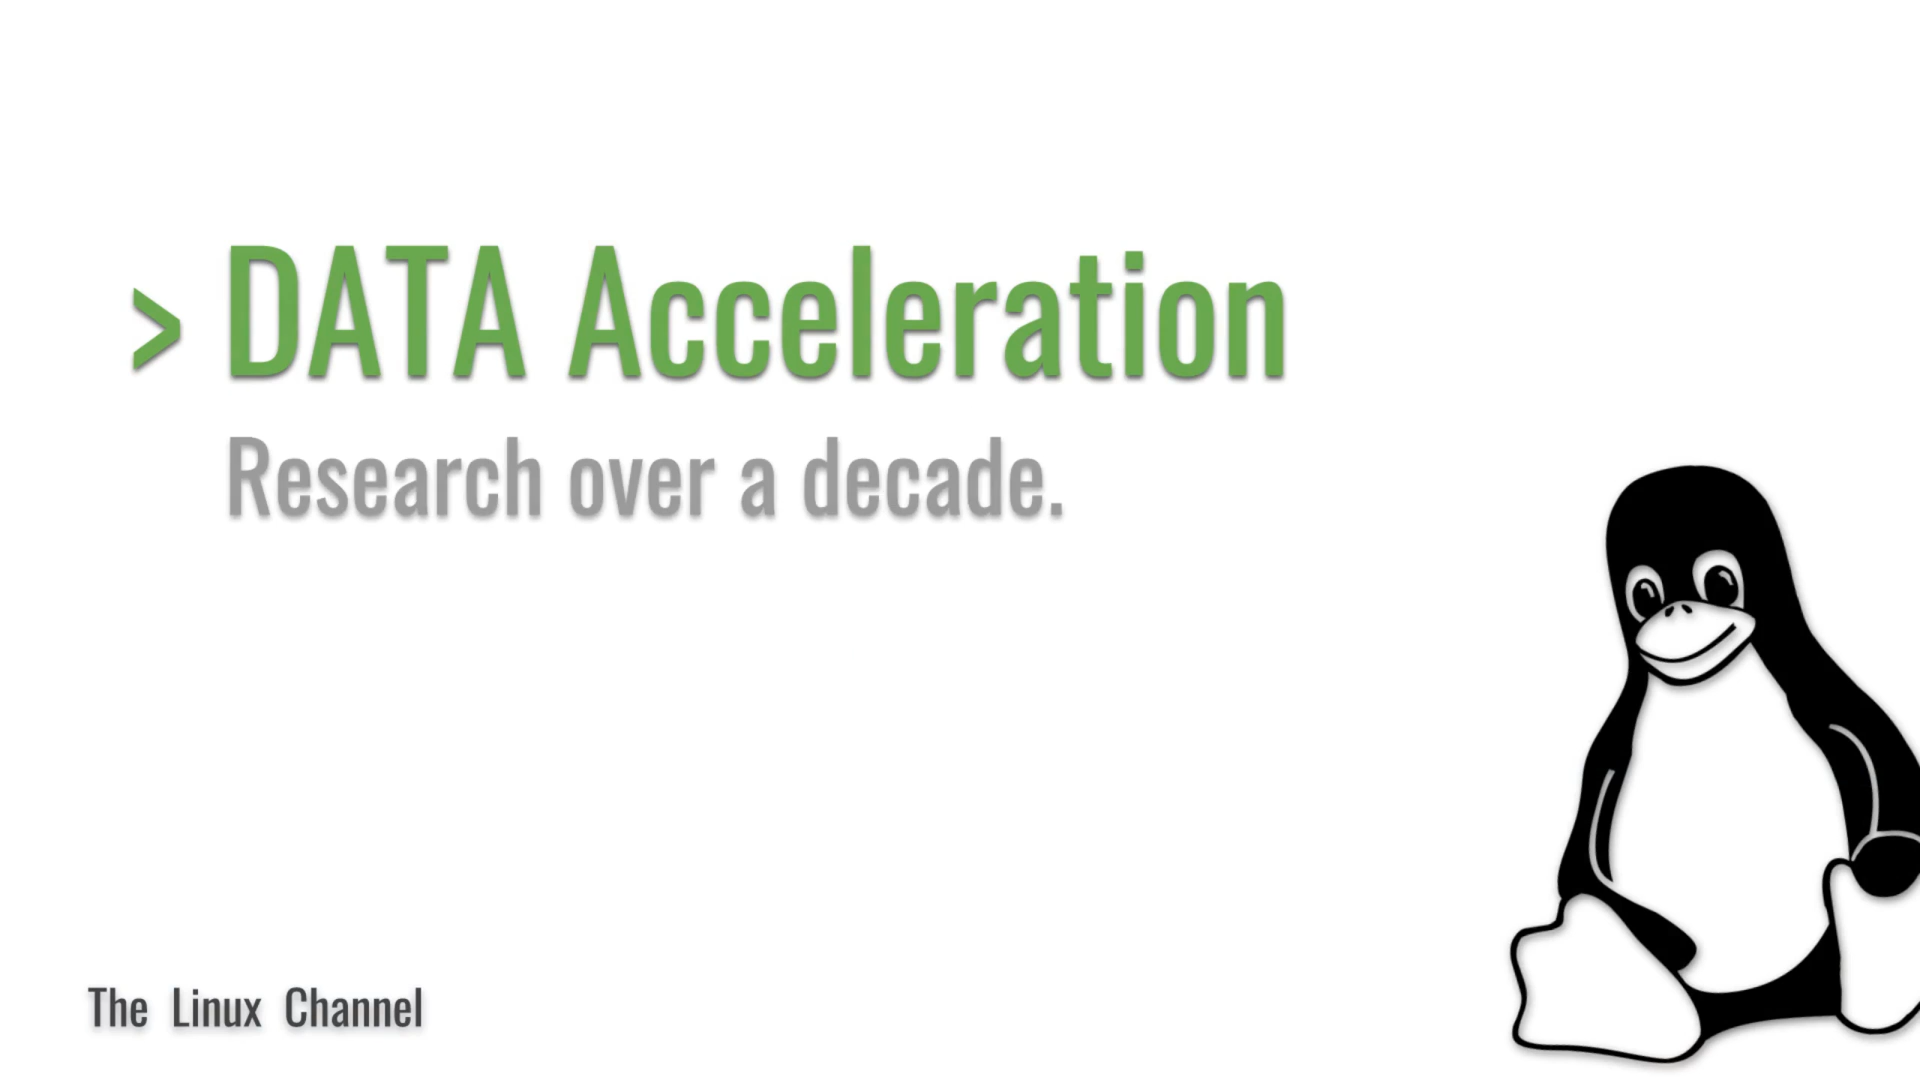 > DATA Acceleration
Research over a decade.
The Linux Channel